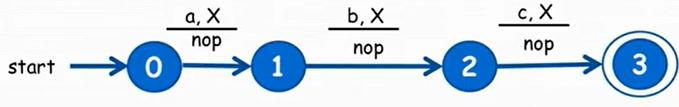 a, X
nop
b, X
nop
c, X
nop
start
0
1
2
3